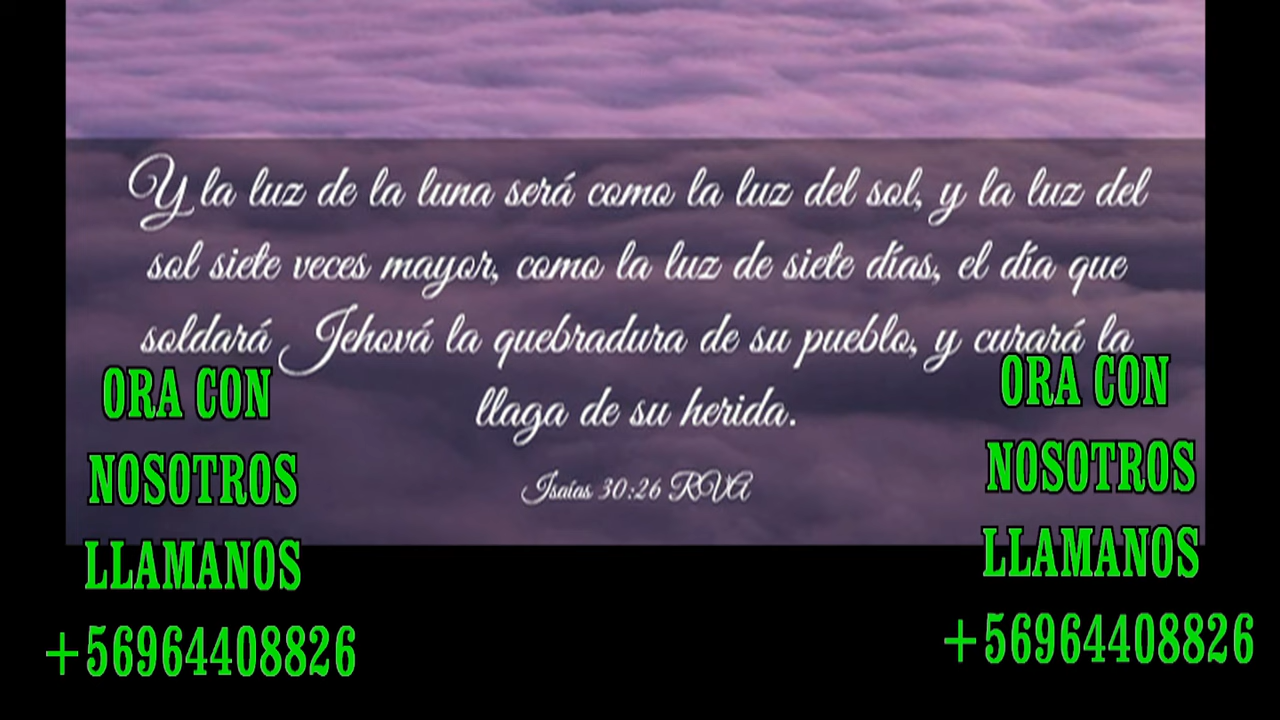 Y la luz de la luna será como la luz del sol, y la luz del
sol siete veces mayor, como la luz de siete días, el día que
soldará Jehová la quebradura de su pueblo, y curará la
llaga de su herida.
Isaías 30:26 RVA
ORA CON
NOSOTROS
LLAMANOS
+56964408826
ORA CON
NOSOTROS
LLAMANOS
+56964408826